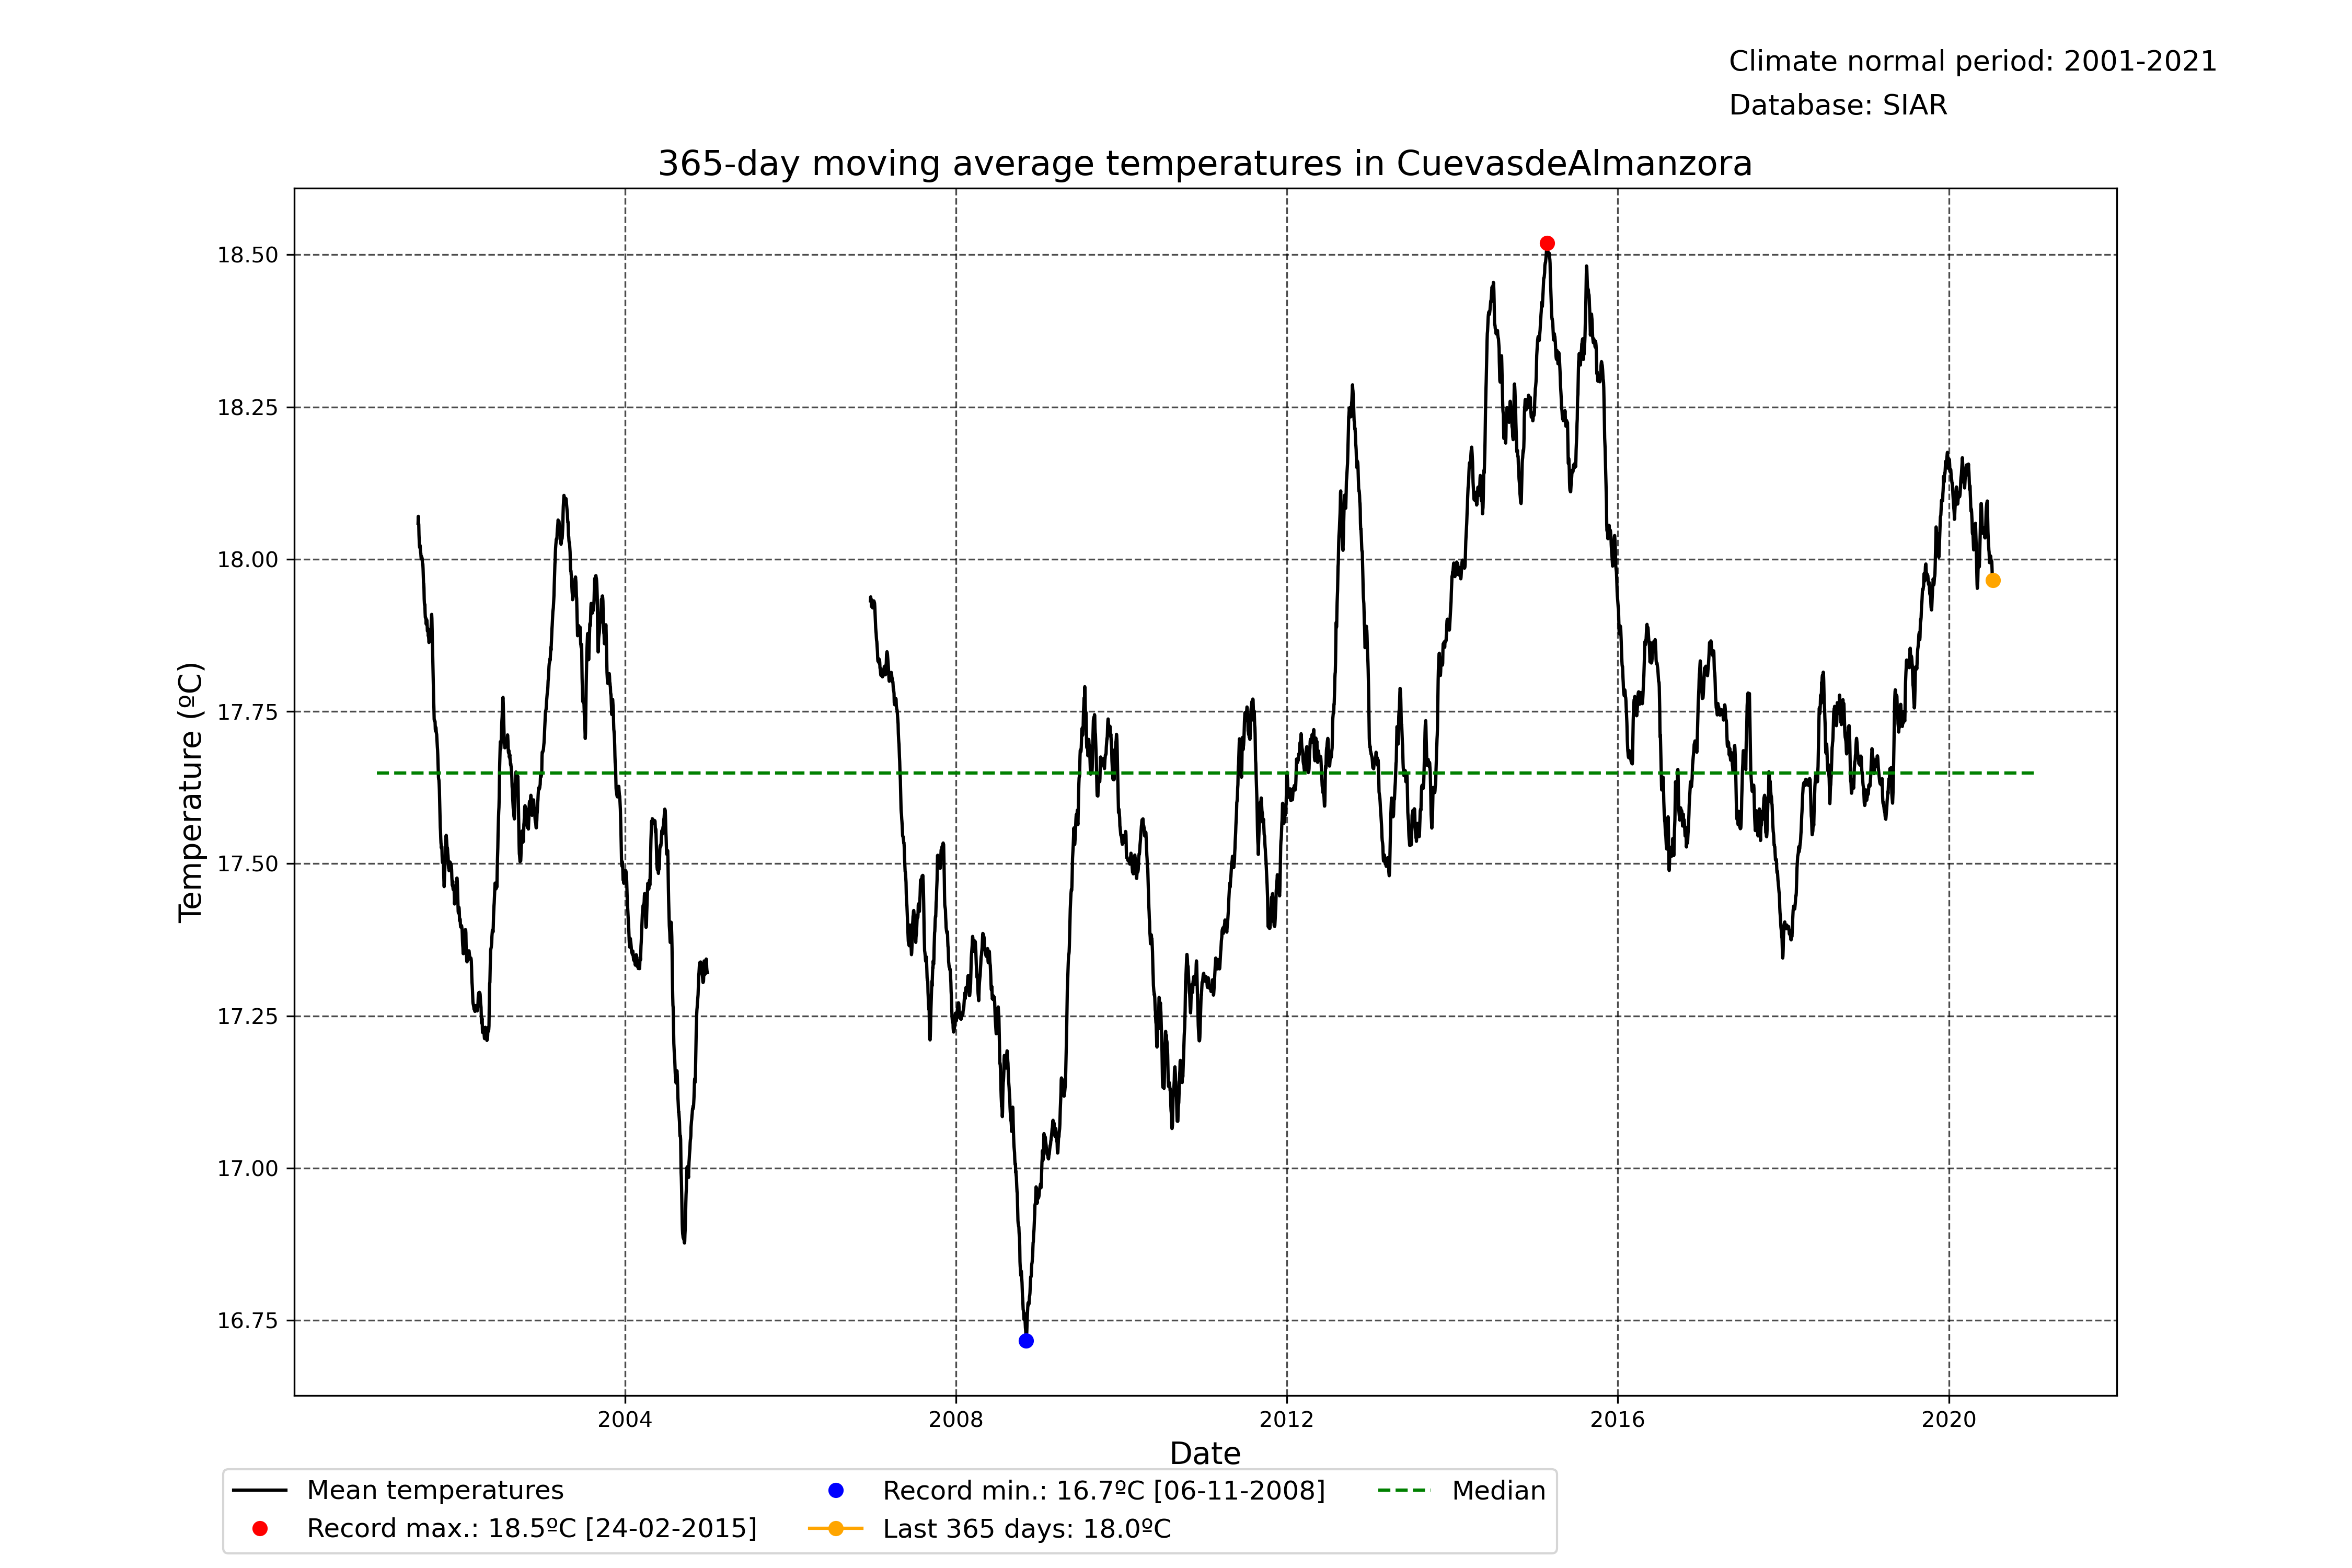 Climate normal period: 2001-2021
Database: SIAR
365-day moving average temperatures in CuevasdeAlmanzora
18.50
18.25
18.00
17.75
17.50
17.25
17.00
16.75
Temperature (ºC)
2004 2008 2012 2016 2020
Date
Mean temperatures
Record max.: 18.5ºC [24-02-2015]
Record min.: 16.7ºC [06-11-2008]
Last 365 days: 18.0ºC
Median